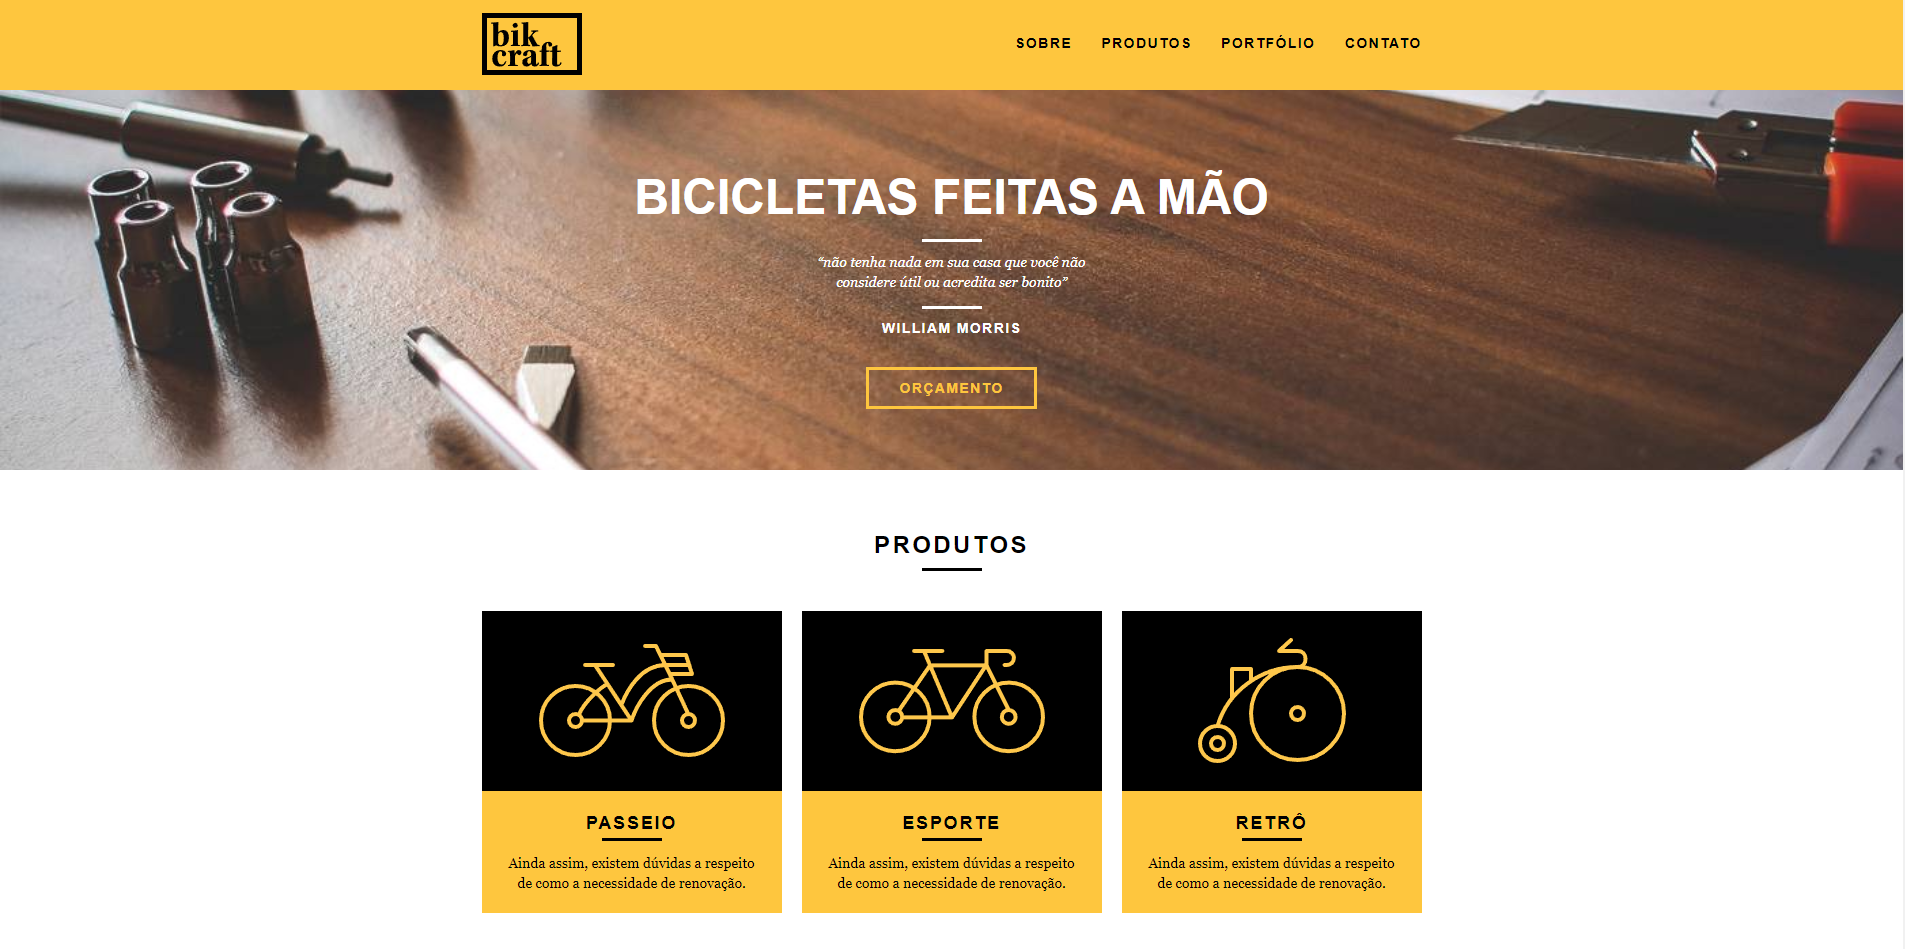 bik
craft
SOBRE PRODUTOS PORTFÓLIO CONTATO
BICICLETAS FEITAS A MÃO
“não tenha nada em sua casa que você não
considere útil ou acredita ser bonito”
WILLIAM MORRIS
ORÇAMENTO
PRODUTOS
PASSEIO
Ainda assim, existem dúvidas a respeito
de como a necessidade de renovação.
ESPORTE
Ainda assim, existem dúvidas a respeito
de como a necessidade de renovação.
RETRÔ
Ainda assim, existem dúvidas a respeito
de como a necessidade de renovação.